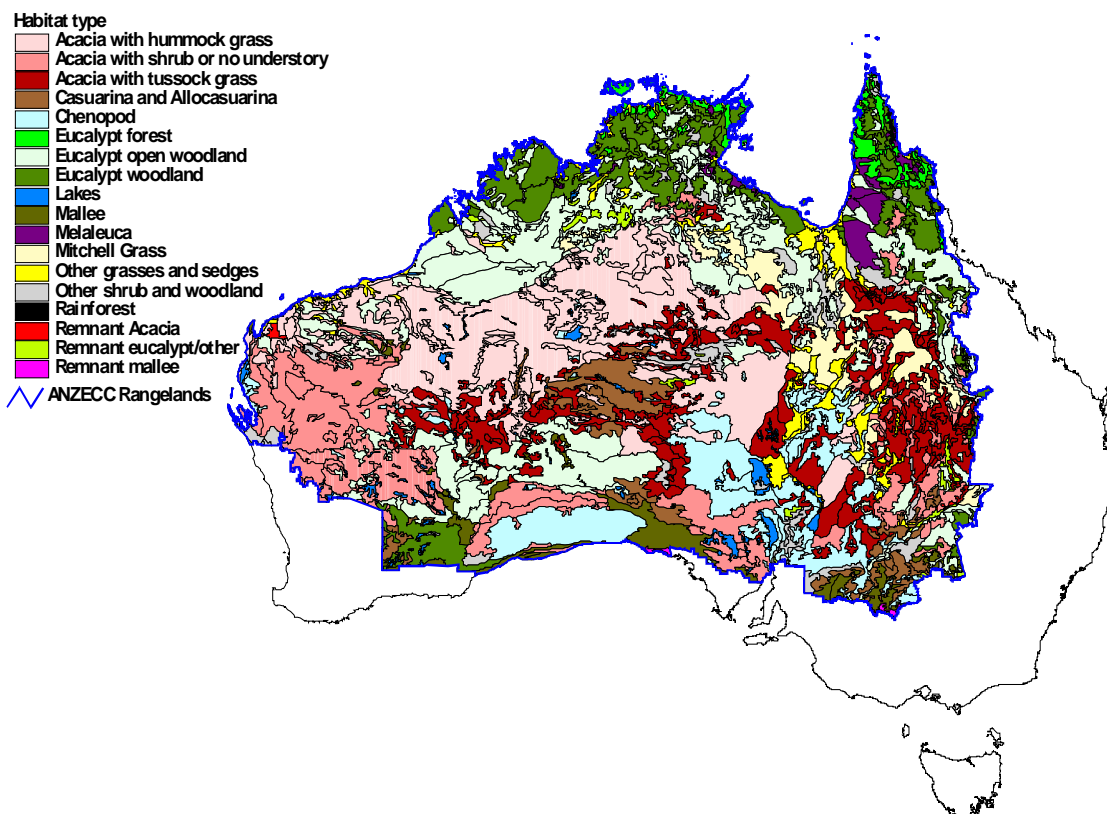 Habitat type
Acacia with hummock grass
Acacia with shrub or no understory
Acacia with tussock grass
Casuarina and Allocasuarina
Chenopod
Eucalypt forest
Eucalypt open woodland
Eucalypt woodland
Lakes
Mallee
Melaleuca
Mitchell Grass
Other grasses and sedges
Other shrub and woodland
Rainforest
Remnant Acacia
Remnant eucalypt/other
Remnant mallee
ANZECC Rangelands